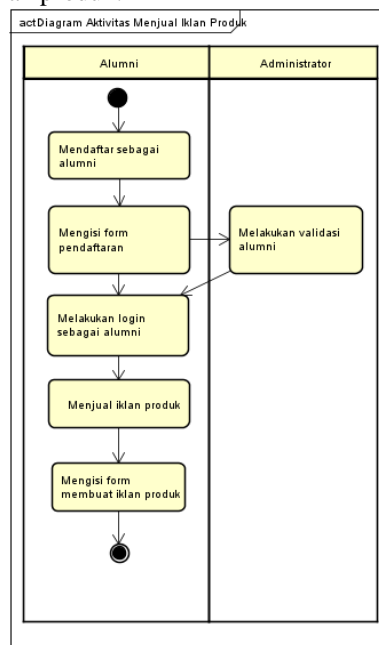 actDiagram Aktivitas Menjual Iklan Produk
Alumni
Administrator
Mendaftar sebagai
alumni
Mengisi form
pendaftaran
Melakukan validasi
alumni
Melakukan login
sebagai alumni
Menjual iklan produk
Mengisi form
membuat iklan produk